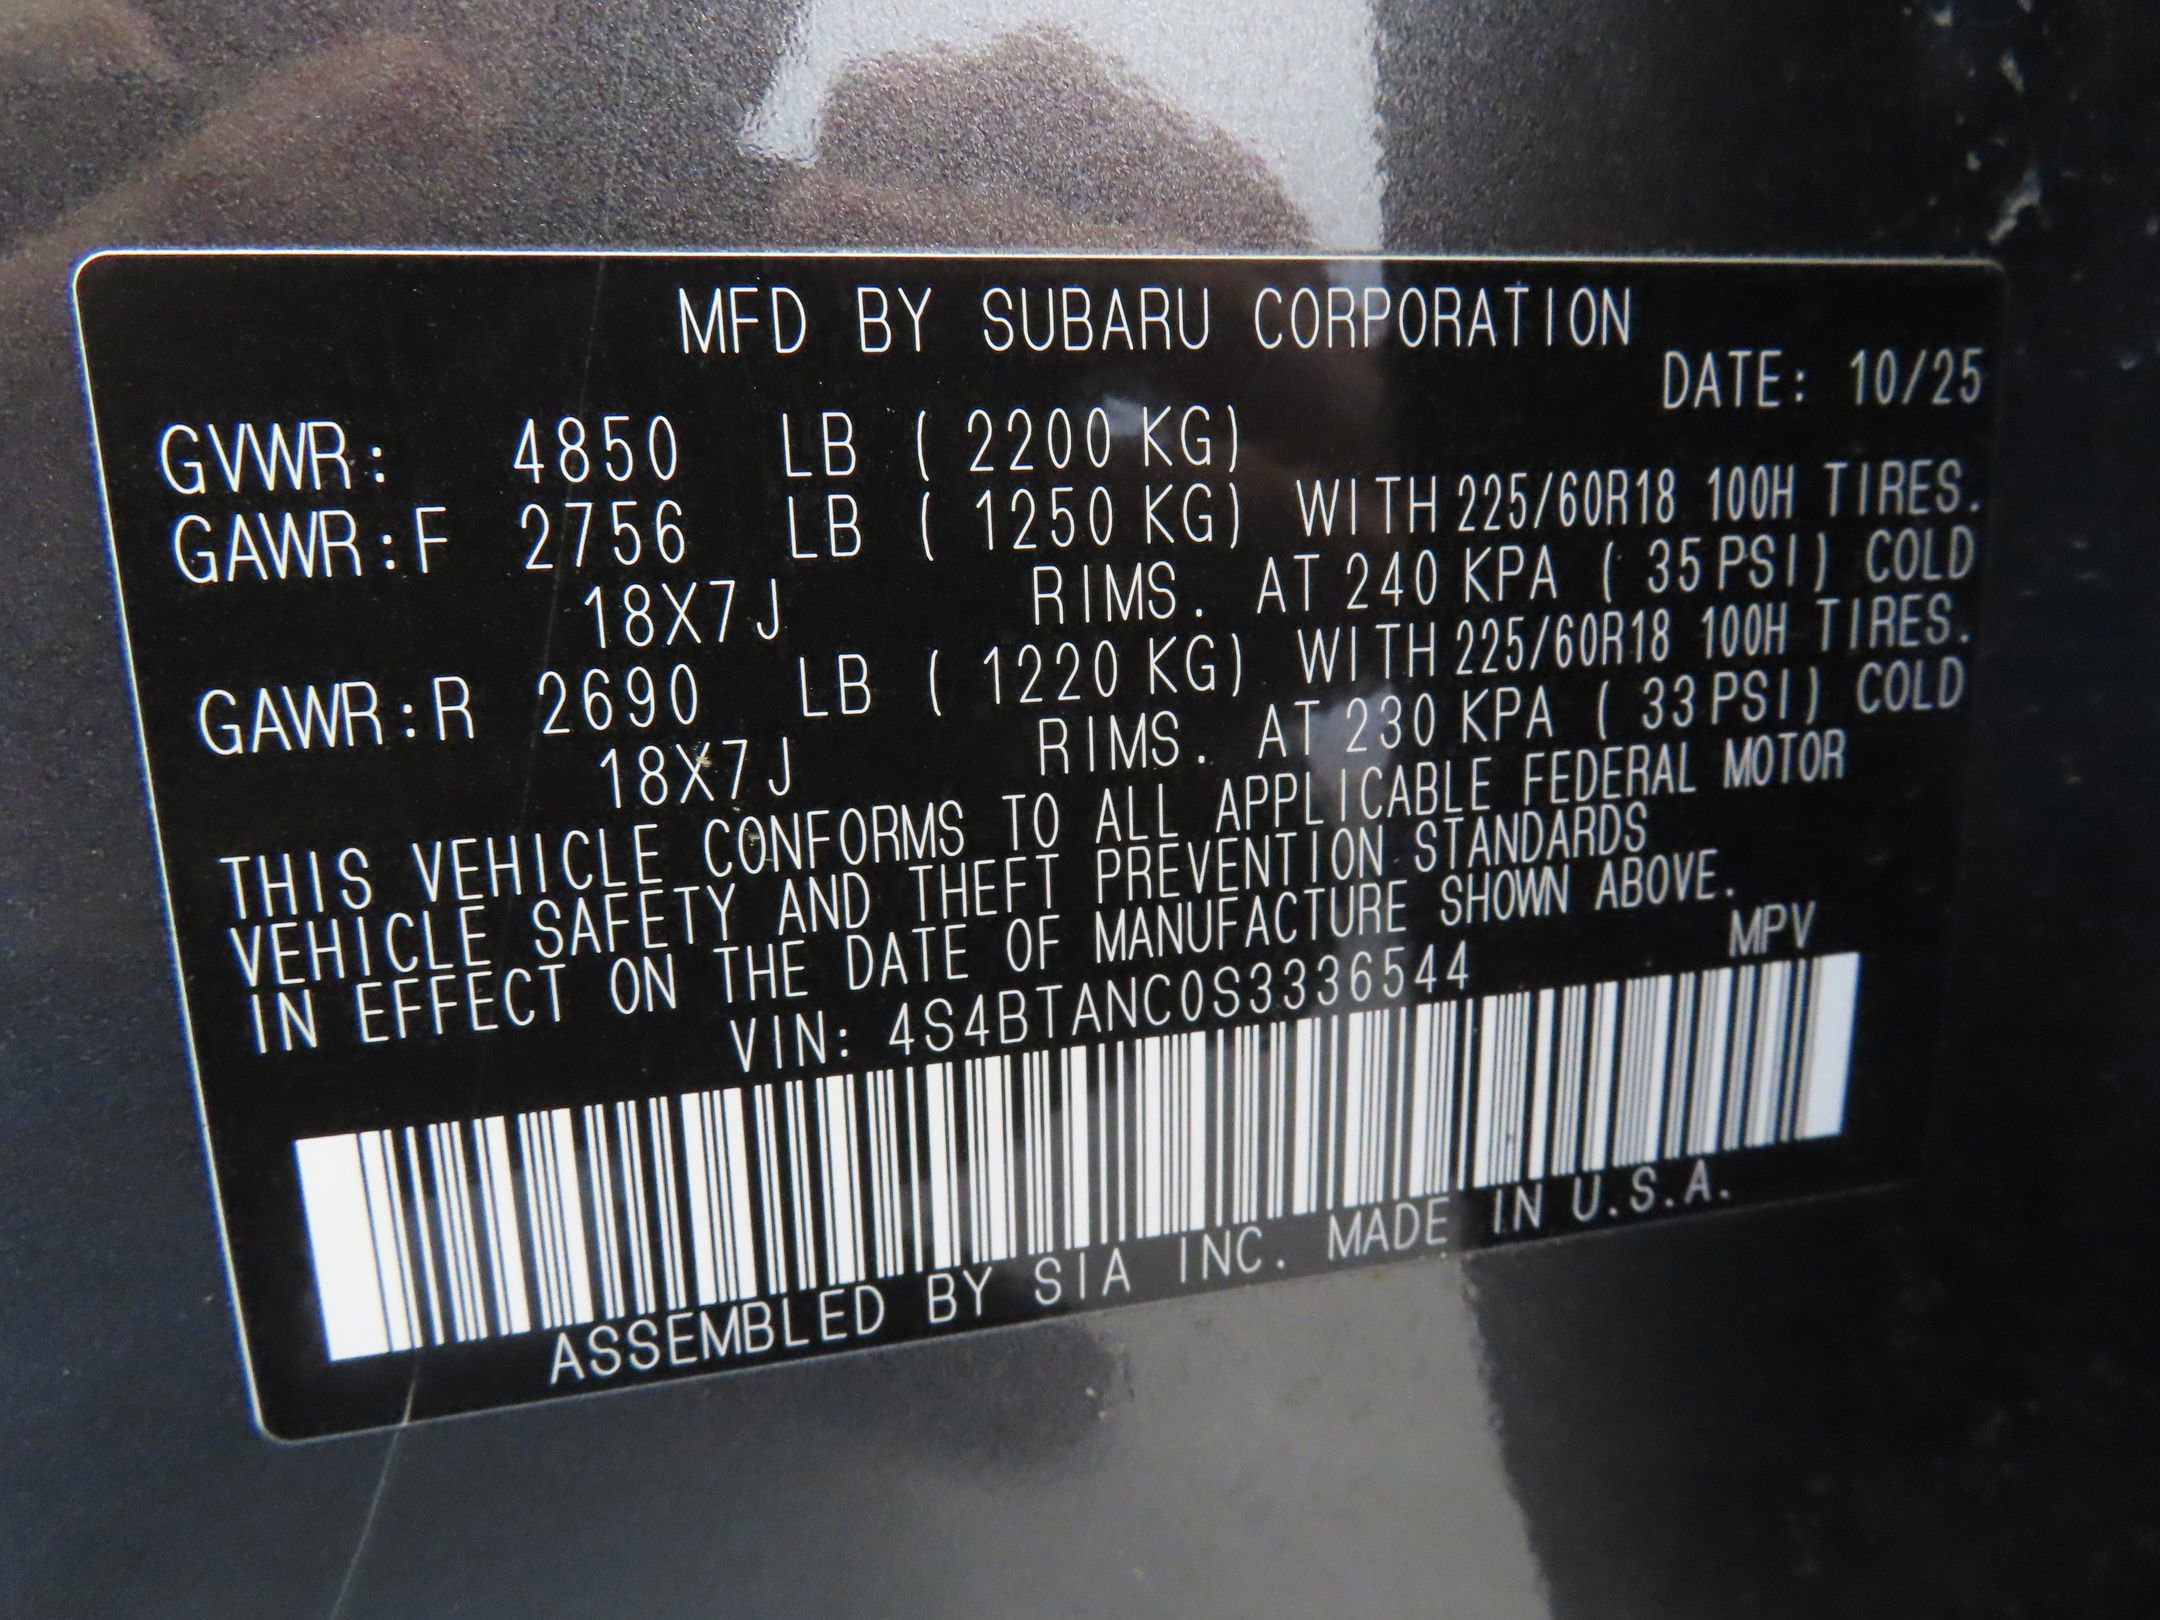 MFD BY SUBARU CORPORATION
DATE: 10/25
GVWR: 4850 LB ( 2200 KG)
GAWR:F 2756 LB ( 1250 KG) WITH 225/60R18 100H TIRES.
18X7J RIMS. AT 240 KPA ( 35 PSI) COLD
GAWR:R 2690 LB ( 1220 KG) WITH 225/60R18 100H TIRES.
18X7J RIMS. AT 230 KPA ( 33 PSI) COLD
THIS VEHICLE CONFORMS TO ALL APPLICABLE FEDERAL MOTOR
VEHICLE SAFETY AND THEFT PREVENTION STANDARDS
IN EFFECT ON THE DATE OF MANUFACTURE SHOWN ABOVE.
VIN: 4S4BTANC0S3336544 MPV
ASSEMBLED BY SIA INC. MADE IN U.S.A.